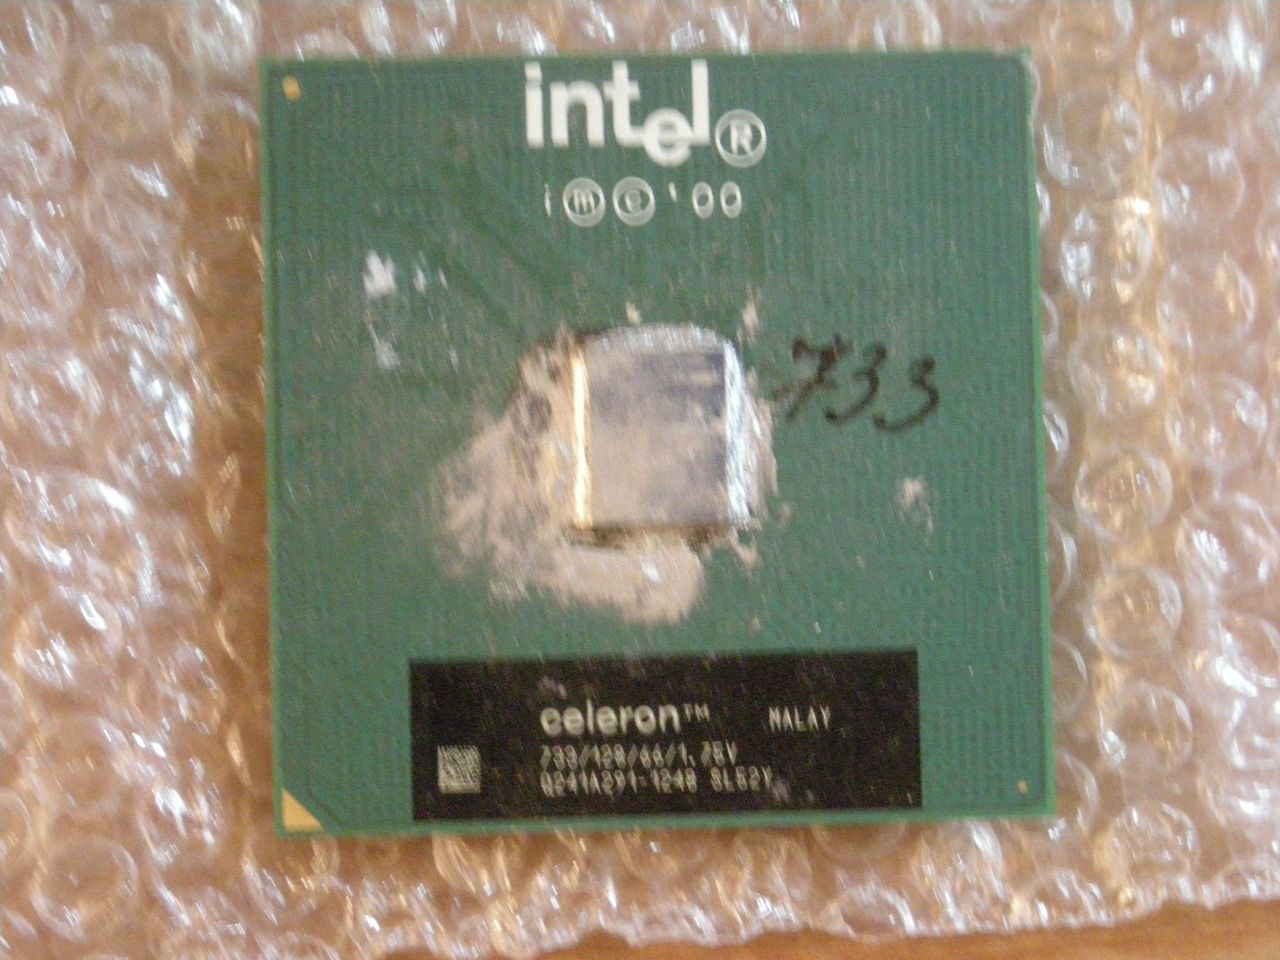 intel®
i m c '00
733
celeron™ MALAY
733/128/66/1.75V
Q241A291-1248 SL52Y